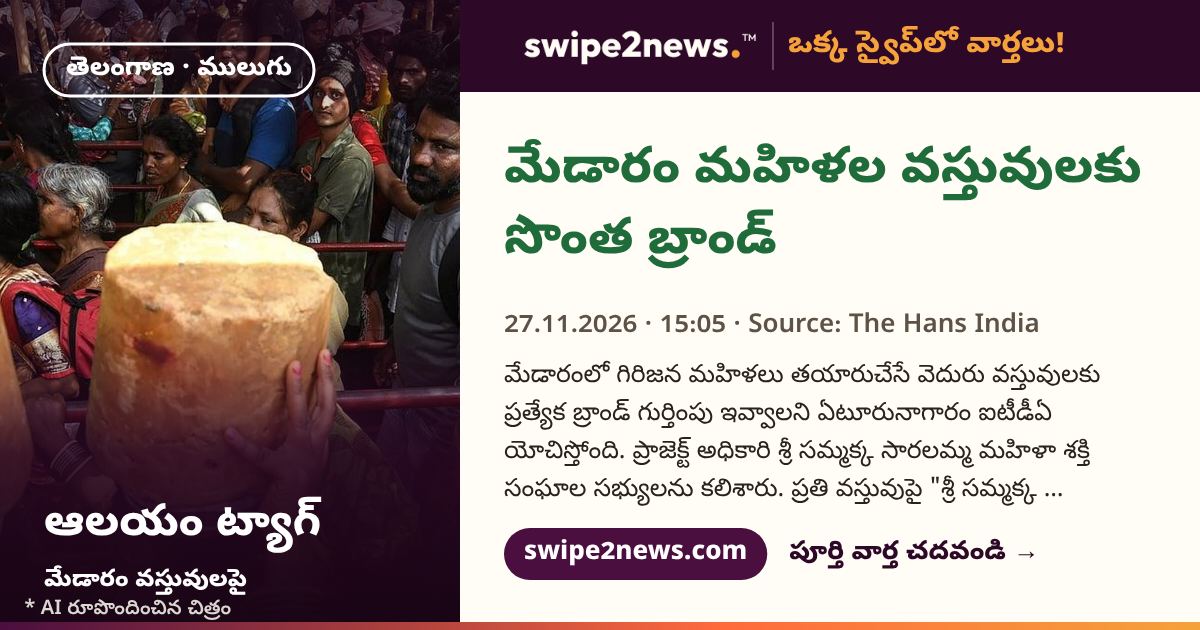 తెలంగాణ · ములుగు
swipe2news.™ ఒక్క స్వైప్‌లో వార్తలు!
మేడారం మహిళల వస్తువులకు
సొంత బ్రాండ్
27.11.2026 · 15:05 · Source: The Hans India
మేడారంలో గిరిజన మహిళలు తయారుచేసే వెదురు వస్తువులకు
ప్రత్యేక బ్రాండ్ గుర్తింపు ఇవ్వాలని ఏటూరునాగారం ఐటీడీఏ
యోచిస్తోంది. ప్రాజెక్ట్ అధికారి శ్రీ సమ్మక్క సారలమ్మ మహిళా శక్తి
సంఘాల సభ్యులను కలిశారు. ప్రతి వస్తువుపై "శ్రీ సమ్మక్క ...
swipe2news.com పూర్తి వార్త చదవండి →
ఆలయం ట్యాగ్
మేడారం వస్తువులపై
* AI రూపొందించిన చిత్రం